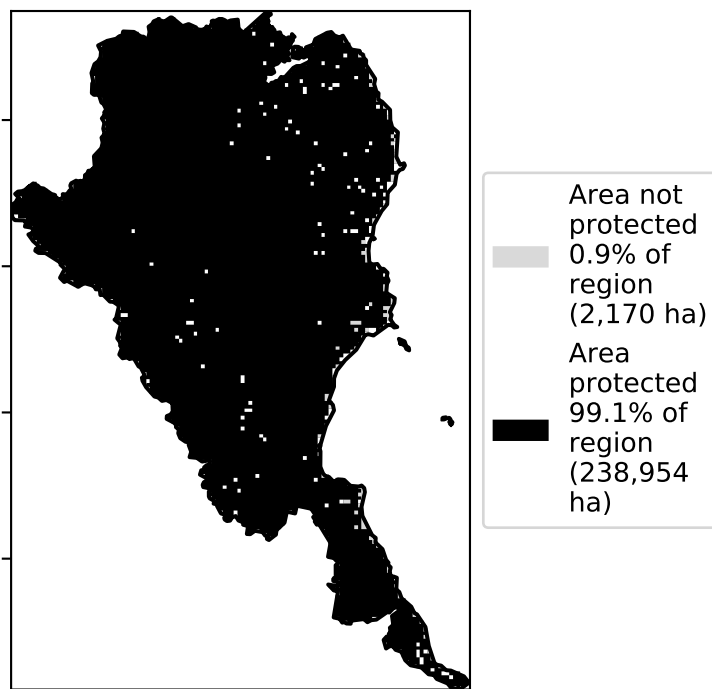 Area not
protected
0.9% of
region
(2,170 ha)
Area
protected
99.1% of
region
(238,954
ha)